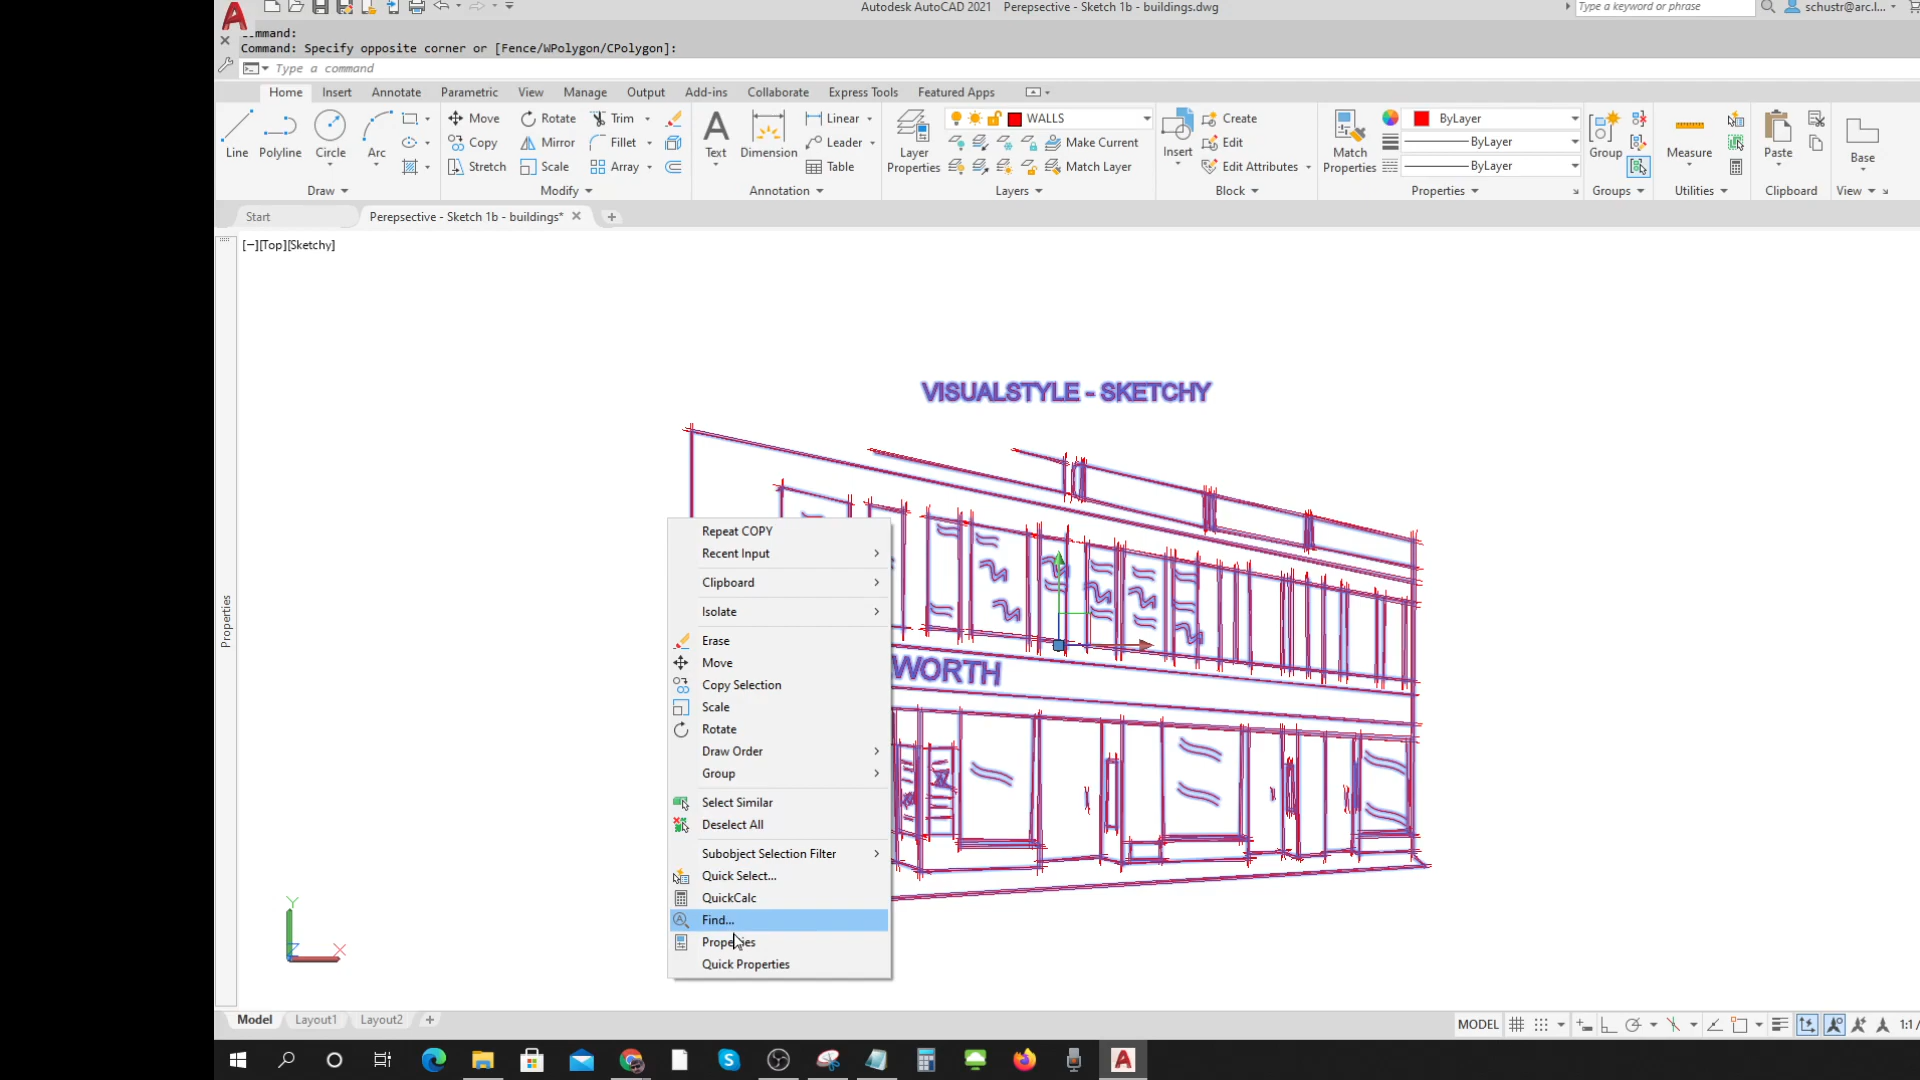 Autodesk AutoCAD 2021 Perepsective - Sketch 1b - buildings.dwg
Type a keyword or phrase
schustr@arc.l...
Command: Specify opposite corner or [Fence/WPolygon/CPolygon]:
Type a command
Home Insert Annotate Parametric View Manage Output Add-ins Collaborate Express Tools Featured Apps
Move Rotate Trim Linear WALLS Create ByLayer
Copy Mirror Fillet Leader Make Current Edit ByLayer
Stretch Scale Array Table Match Layer Edit Attributes ByLayer
Line Polyline Circle Arc Text Dimension Layer Properties Insert Match Properties Group Measure Paste Base
Draw Modify Annotation Layers Block Properties Groups Utilities Clipboard View
Start Perepsective - Sketch 1b - buildings*
[−][Top][Sketchy]
VISUALSTYLE - SKETCHY
Properties
Repeat COPY
Recent Input
Clipboard
Isolate
Erase
Move
Copy Selection
Scale
Rotate
Draw Order
Group
Select Similar
Deselect All
Subobject Selection Filter
Quick Select...
QuickCalc
Find...
Properties
Quick Properties
WORTH
Y
X
Model Layout1 Layout2
MODEL 1:1